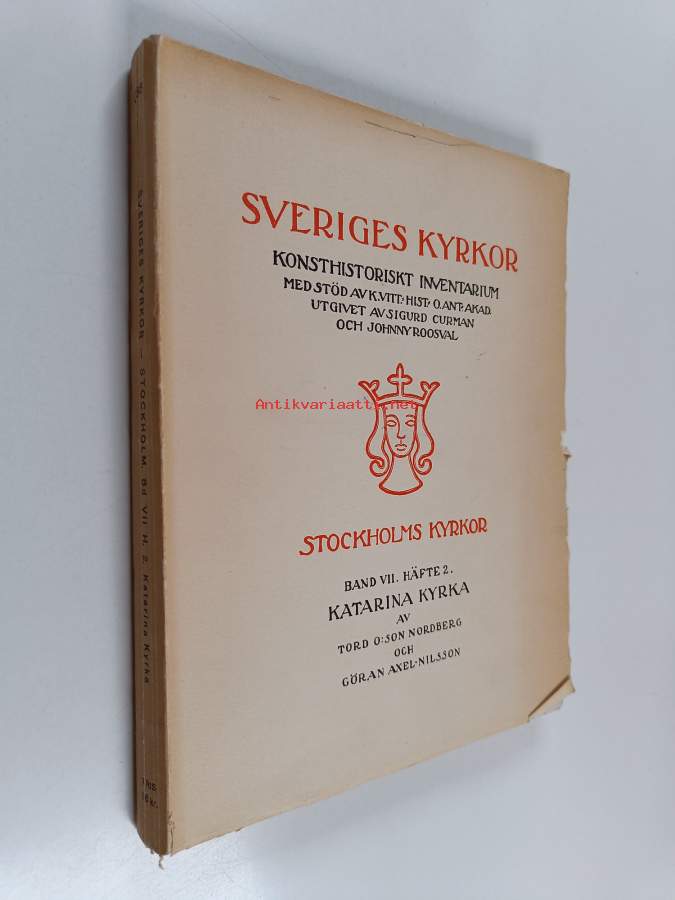 SVERIGES KYRKOR
KONSTHISTORISKT INVENTARIUM
MED STÖD AV K. VITT. HIST. O. ANT. AKAD.
UTGIVET AV SIGURD CURMAN
OCH JOHNNY ROOSVAL
Antikvariaatti.net
STOCKHOLMS KYRKOR
BAND VII. HÄFTE 2.
KATARINA KYRKA
AV
TORD O:SON NORDBERG
OCH
GÖRAN AXEL-NILSSON
SVERIGES KYRKOR — STOCKHOLM Bd VII H. 2. Katarina Kyrka